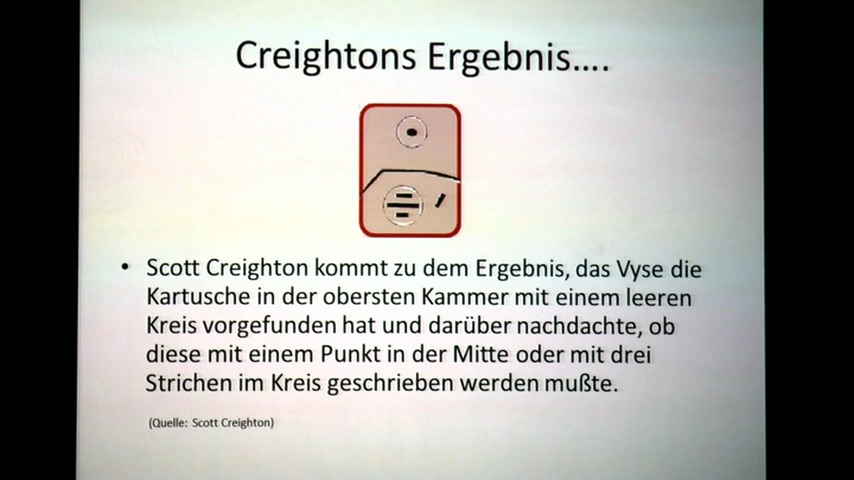 Creightons Ergebnis....
• Scott Creighton kommt zu dem Ergebnis, das Vyse die
Kartusche in der obersten Kammer mit einem leeren
Kreis vorgefunden hat und darüber nachdachte, ob
diese mit einem Punkt in der Mitte oder mit drei
Strichen im Kreis geschrieben werden mußte.
(Quelle: Scott Creighton)